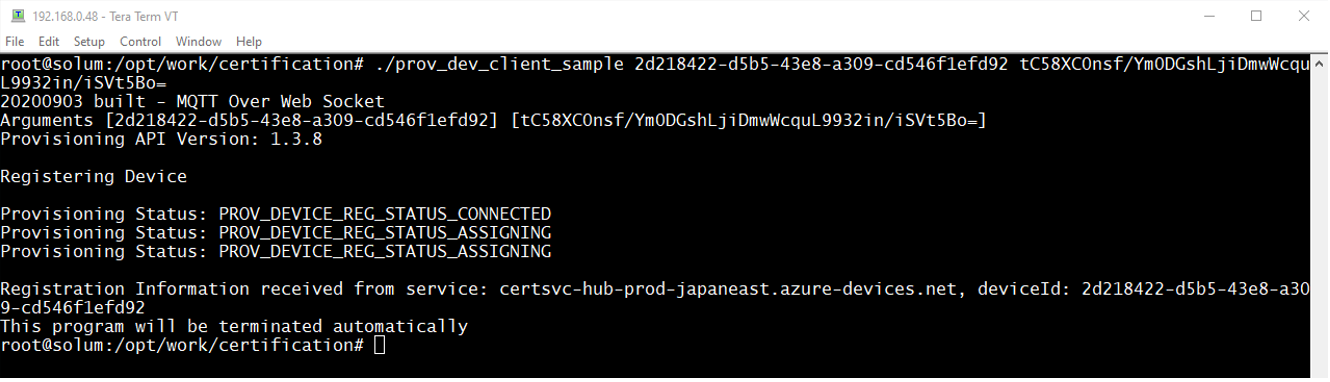 192.168.0.48 - Tera Term VT
File Edit Setup Control Window Help
root@solum:/opt/work/certification# ./prov_dev_client_sample 2d218422-d5b5-43e8-a309-cd546f1efd92 tC58XCOnsf/YmODGshLjiDmwWcqu
L9932in/iSVt5Bo=
20200903 built - MQTT Over Web Socket
Arguments [2d218422-d5b5-43e8-a309-cd546f1efd92] [tC58XCOnsf/YmODGshLjiDmwWcquL9932in/iSVt5Bo=]
Provisioning API Version: 1.3.8
Registering Device
Provisioning Status: PROV_DEVICE_REG_STATUS_CONNECTED
Provisioning Status: PROV_DEVICE_REG_STATUS_ASSIGNING
Provisioning Status: PROV_DEVICE_REG_STATUS_ASSIGNING
Registration Information received from service: certsvc-hub-prod-japaneast.azure-devices.net, deviceId: 2d218422-d5b5-43e8-a30
9-cd546f1efd92
This program will be terminated automatically
root@solum:/opt/work/certification#